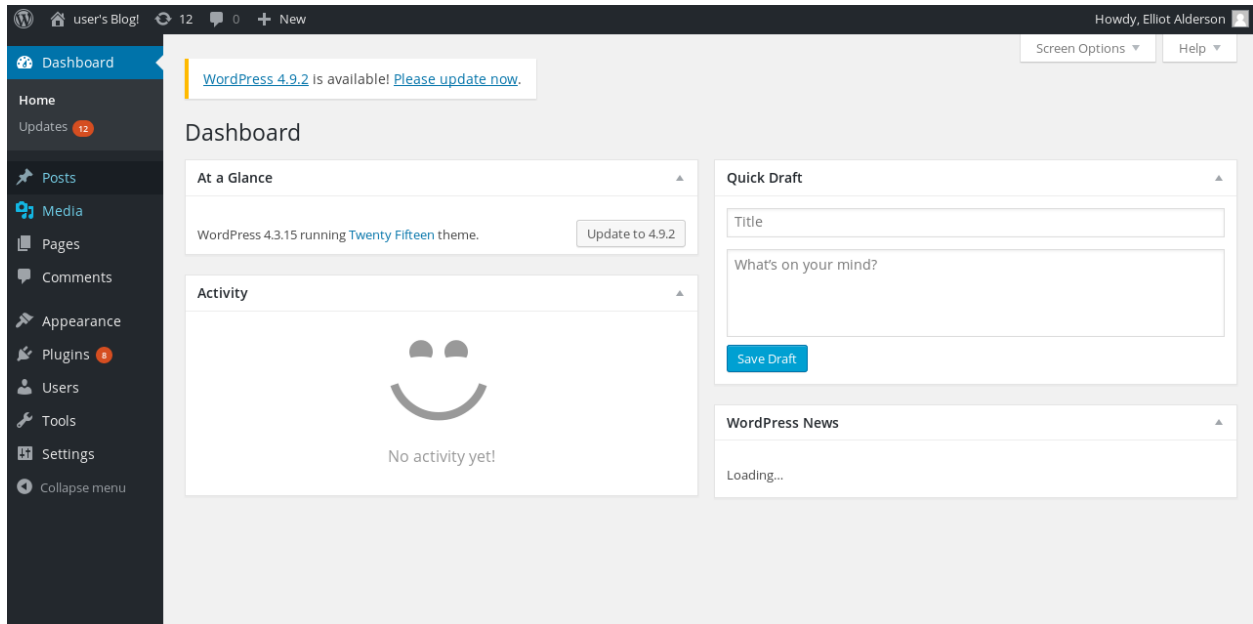 user's Blog! 12 0 New Howdy, Elliot Alderson
Screen Options Help
Dashboard
Home
Updates 12
Posts
Media
Pages
Comments
Appearance
Plugins 8
Users
Tools
Settings
Collapse menu
WordPress 4.9.2 is available! Please update now.
Dashboard
At a Glance
WordPress 4.3.15 running Twenty Fifteen theme. Update to 4.9.2
Activity
No activity yet!
Quick Draft
Title
What's on your mind?
Save Draft
WordPress News
Loading...